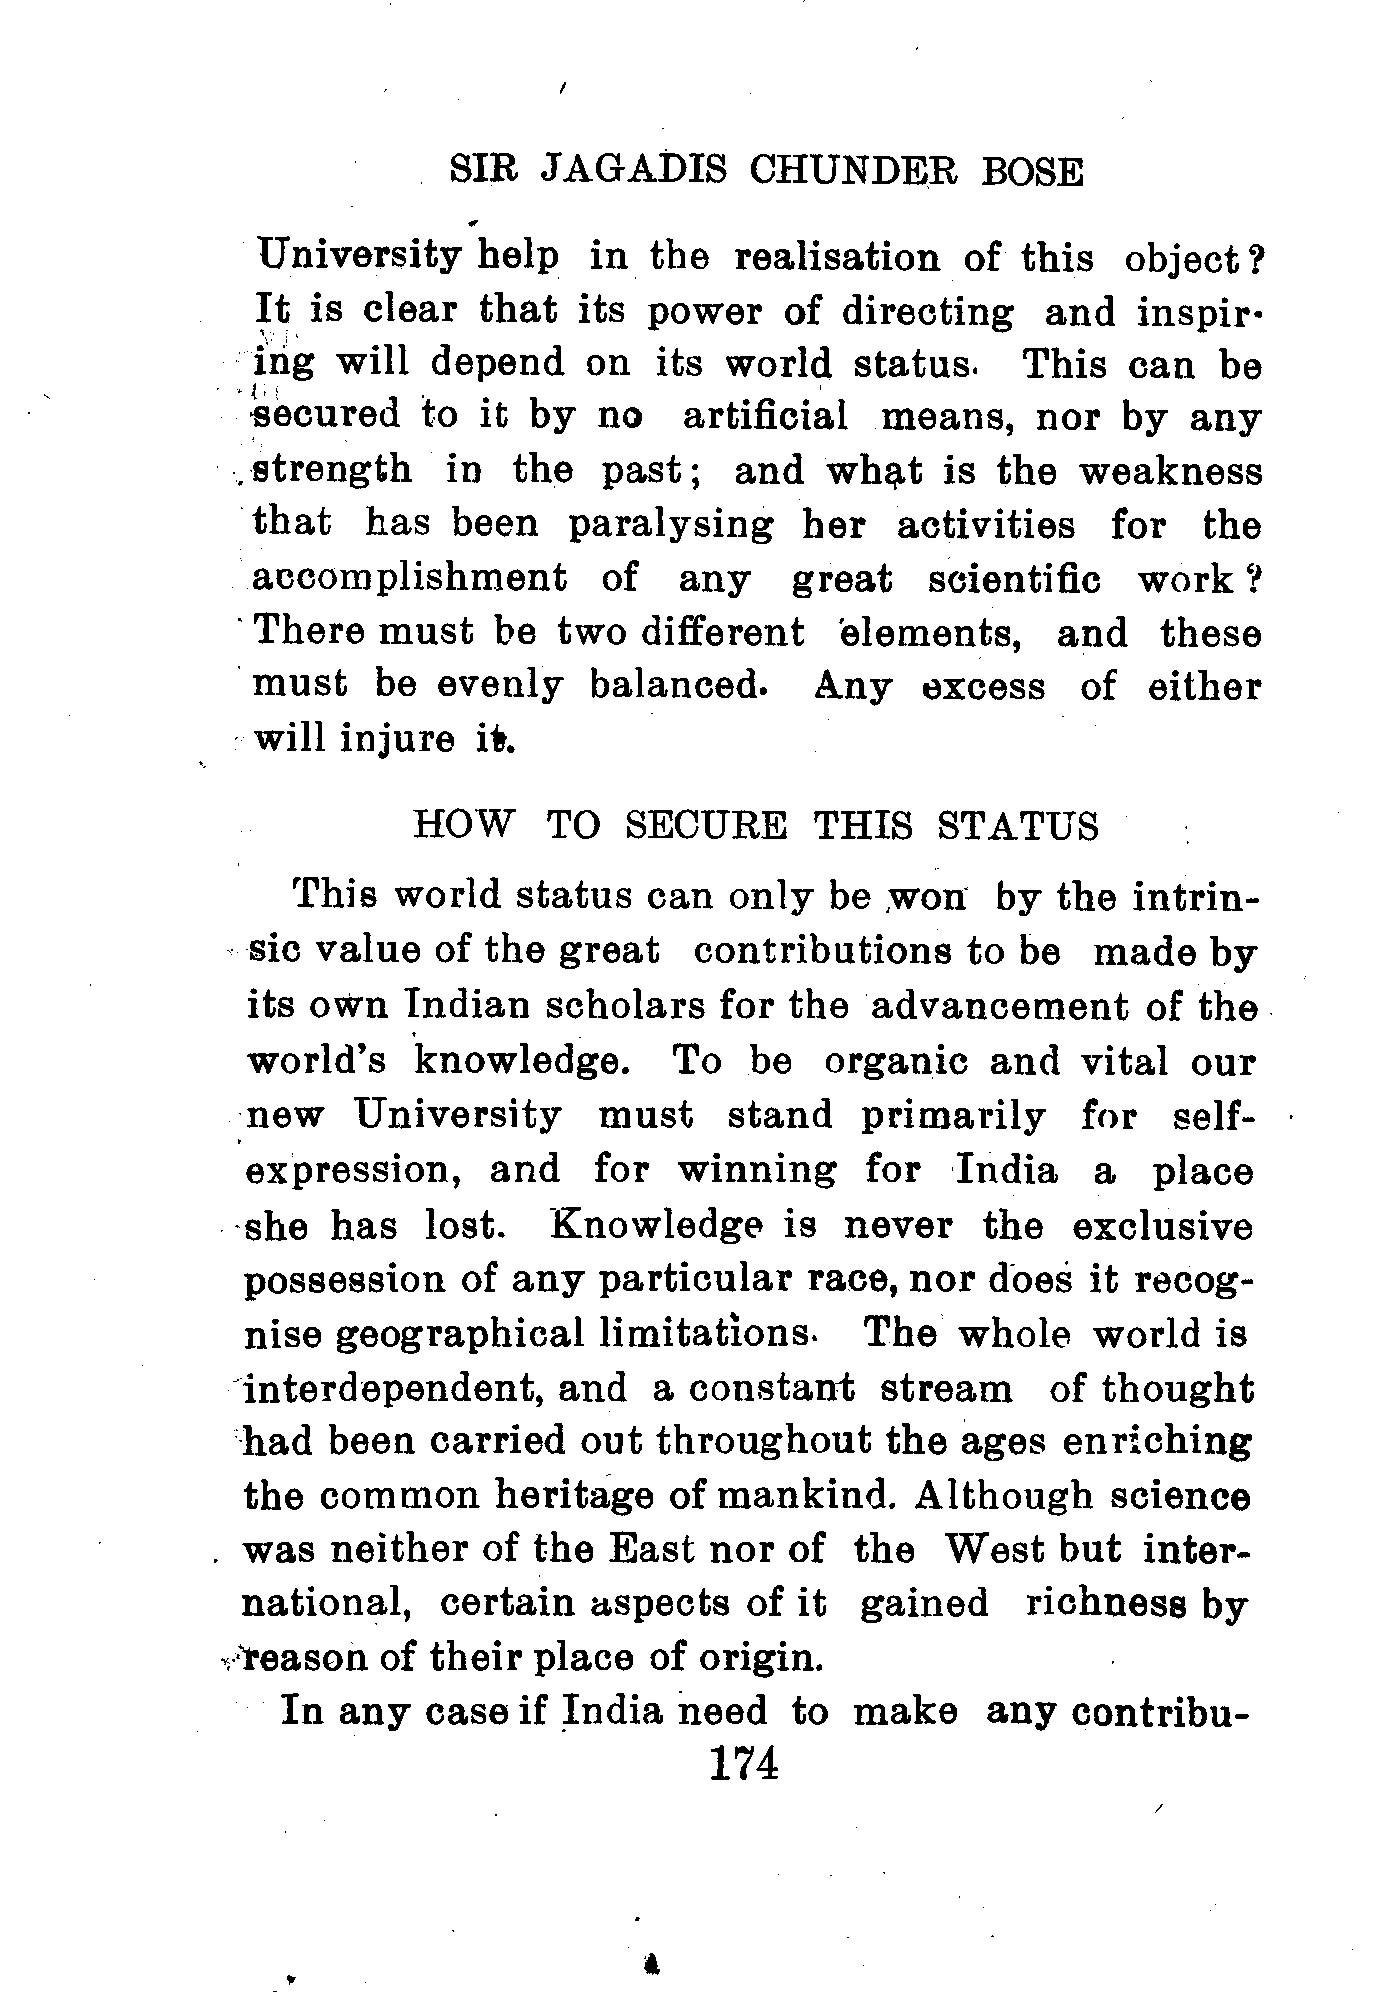 SIR JAGADIS CHUNDER BOSE
University help in the realisation of this object?
It is clear that its power of directing and inspir-
ing will depend on its world status. This can be
secured to it by no artificial means, nor by any
strength in the past; and what is the weakness
that has been paralysing her activities for the
accomplishment of any great scientific work?
There must be two different elements, and these
must be evenly balanced. Any excess of either
will injure it.
HOW TO SECURE THIS STATUS
This world status can only be won by the intrin-
sic value of the great contributions to be made by
its own Indian scholars for the advancement of the
world's knowledge. To be organic and vital our
new University must stand primarily for self-
expression, and for winning for India a place
she has lost. Knowledge is never the exclusive
possession of any particular race, nor does it recog-
nise geographical limitations. The whole world is
interdependent, and a constant stream of thought
had been carried out throughout the ages enriching
the common heritage of mankind. Although science
was neither of the East nor of the West but inter-
national, certain aspects of it gained richness by
reason of their place of origin.
In any case if India need to make any contribu-
174